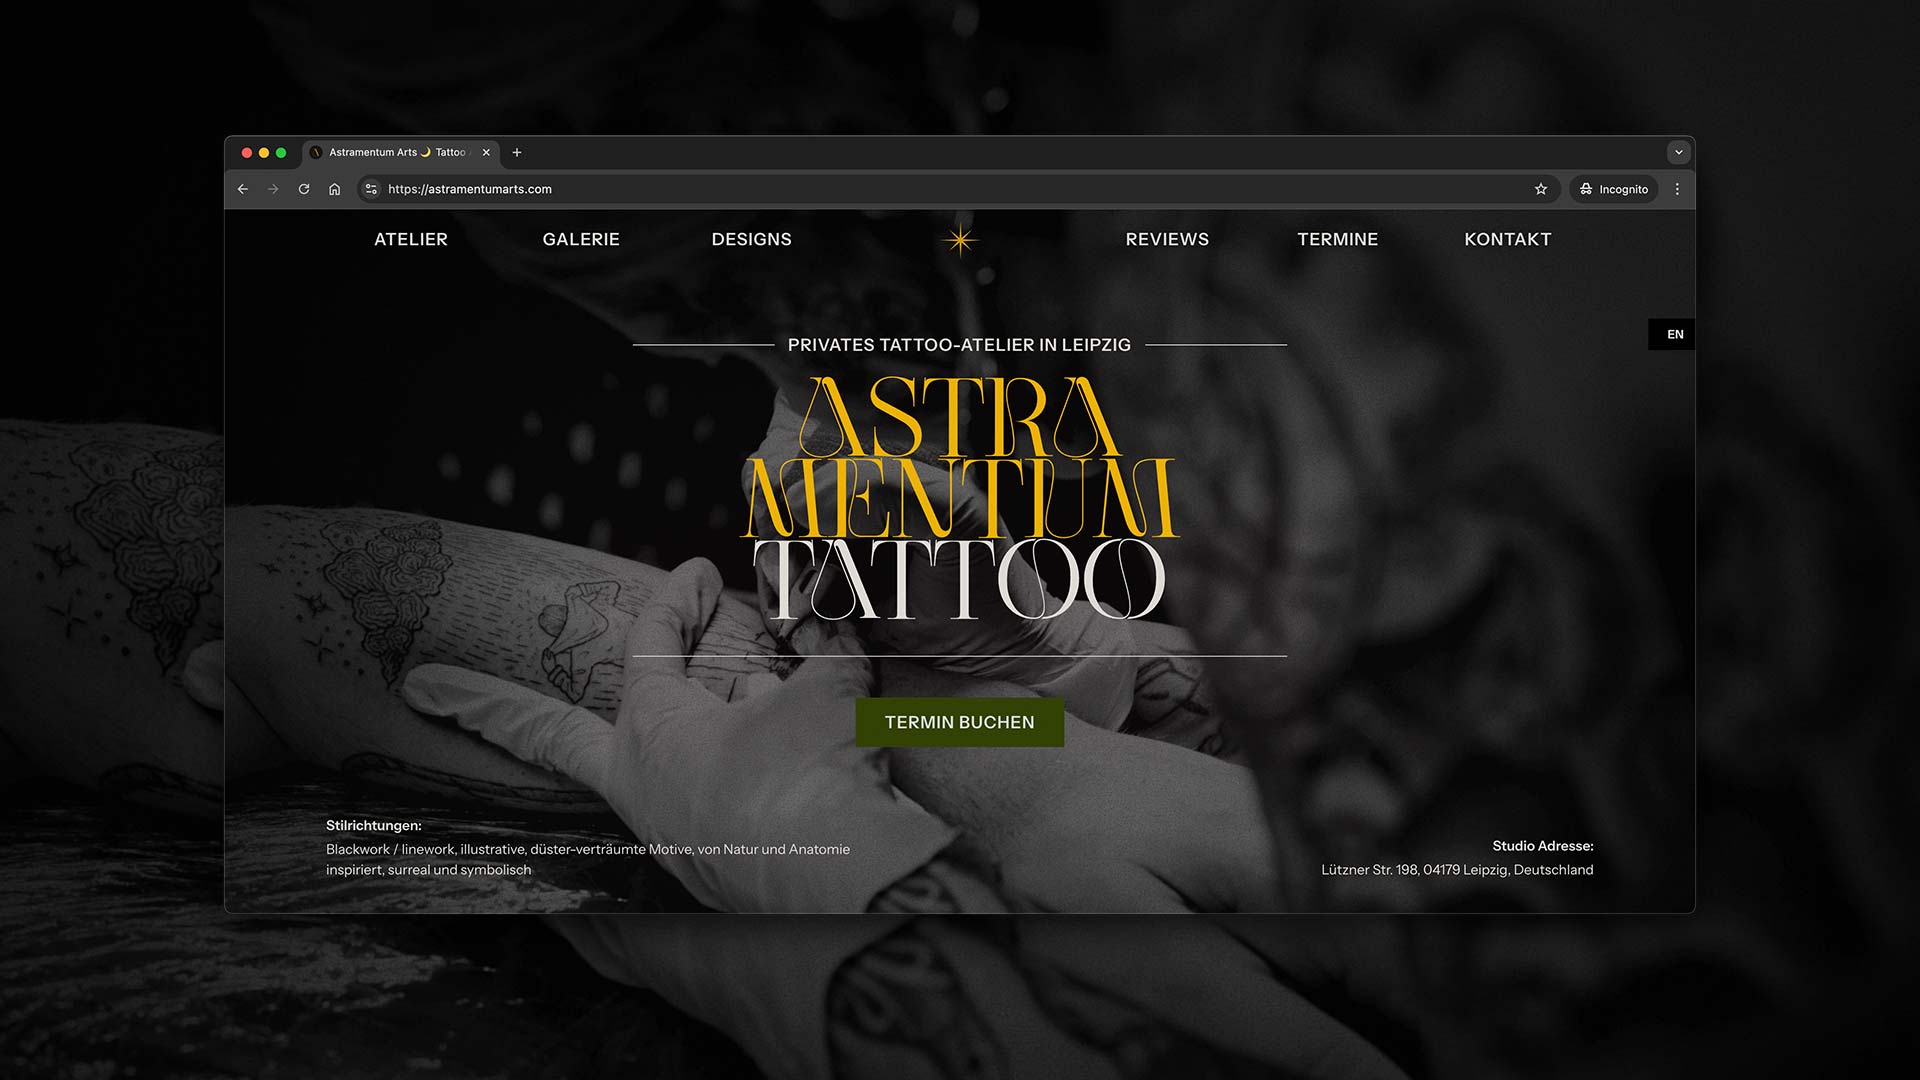 Astramentum Arts 🌙 Tattoo
https://astramentumarts.com
Incognito
ATELIER GALERIE DESIGNS REVIEWS TERMINE KONTAKT
EN
PRIVATES TATTOO-ATELIER IN LEIPZIG
ASTRA
MENTUM
TATTOO
TERMIN BUCHEN
Stilrichtungen:
Blackwork / linework, illustrative, düster-verträumte Motive, von Natur und Anatomie
inspiriert, surreal und symbolisch
Studio Adresse:
Lützner Str. 198, 04179 Leipzig, Deutschland